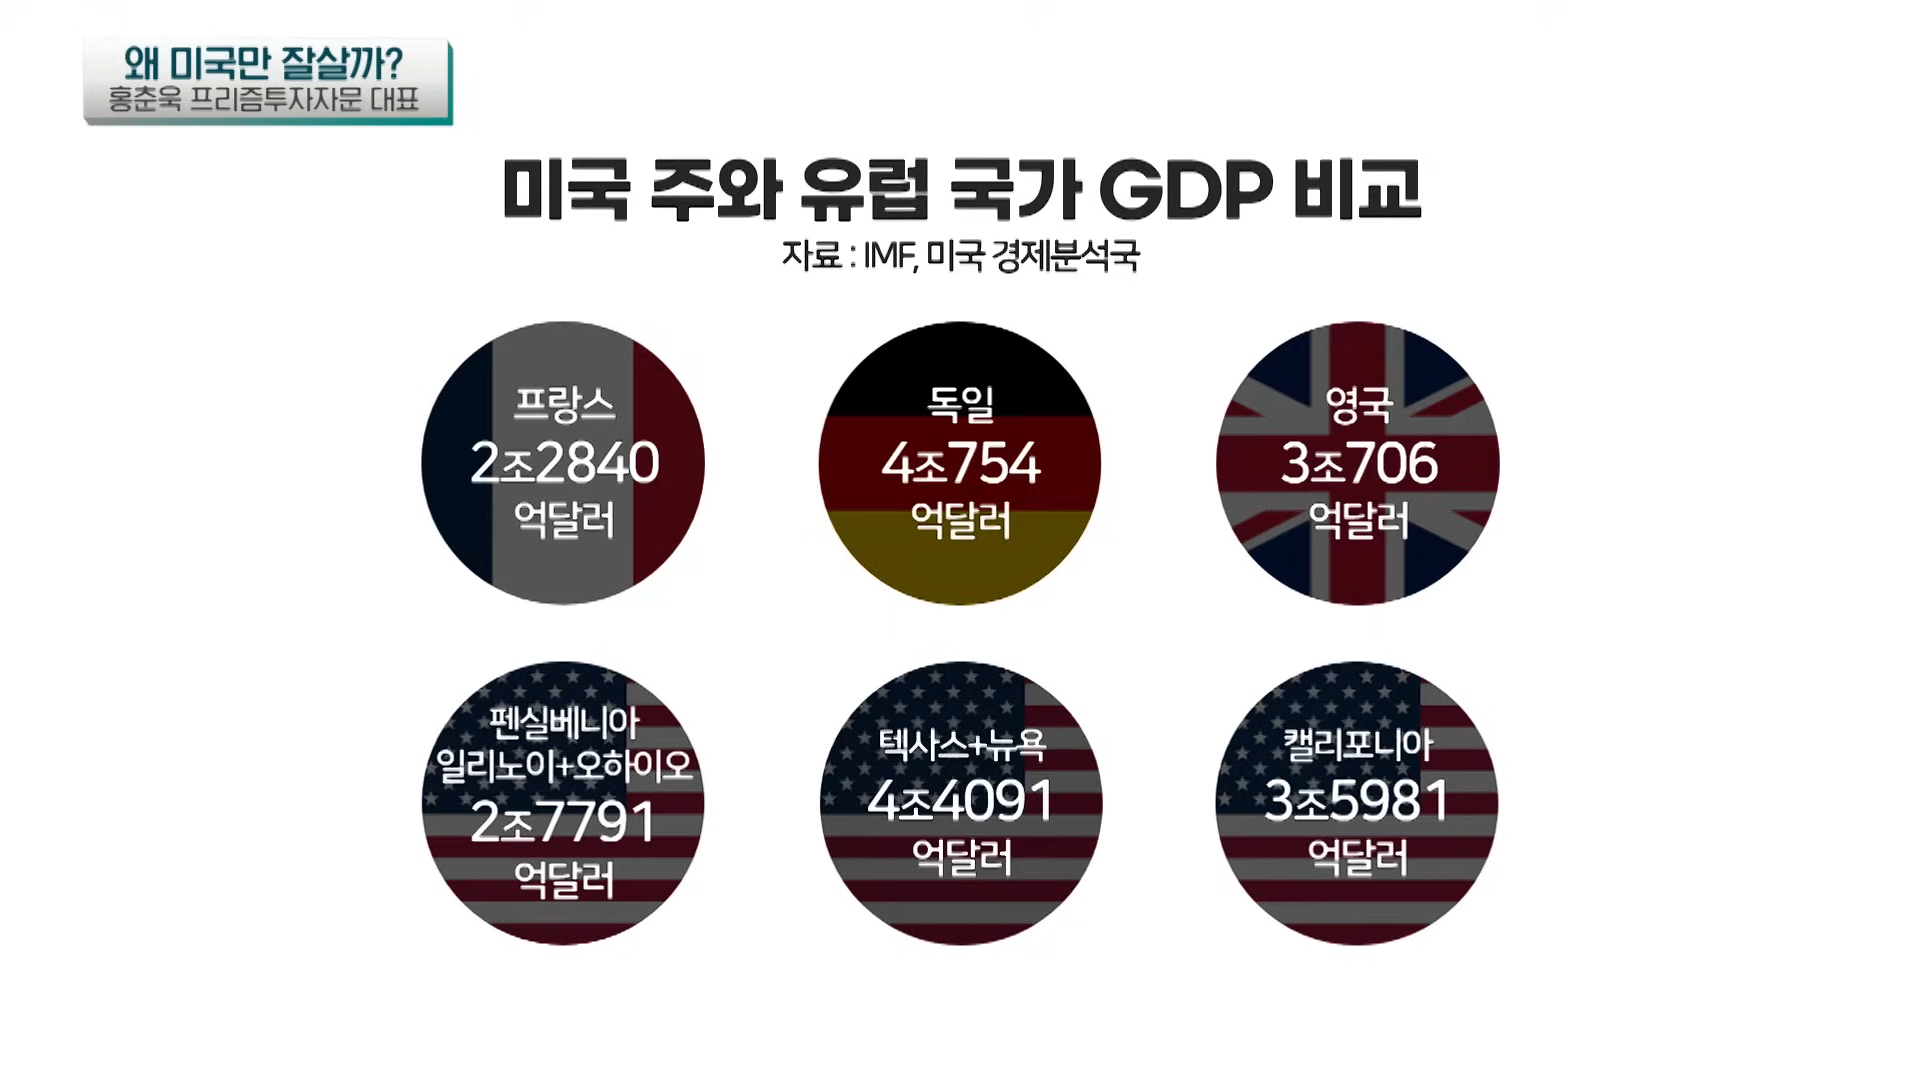 왜 미국만 잘살까?
홍춘욱 프리즘투자자문 대표
미국 주와 유럽 국가 GDP 비교
자료 : IMF, 미국 경제분석국
프랑스
2조2840
억달러
독일
4조754
억달러
영국
3조706
억달러
펜실베니아
일리노이+오하이오
2조7791
억달러
텍사스+뉴욕
4조4091
억달러
캘리포니아
3조5981
억달러